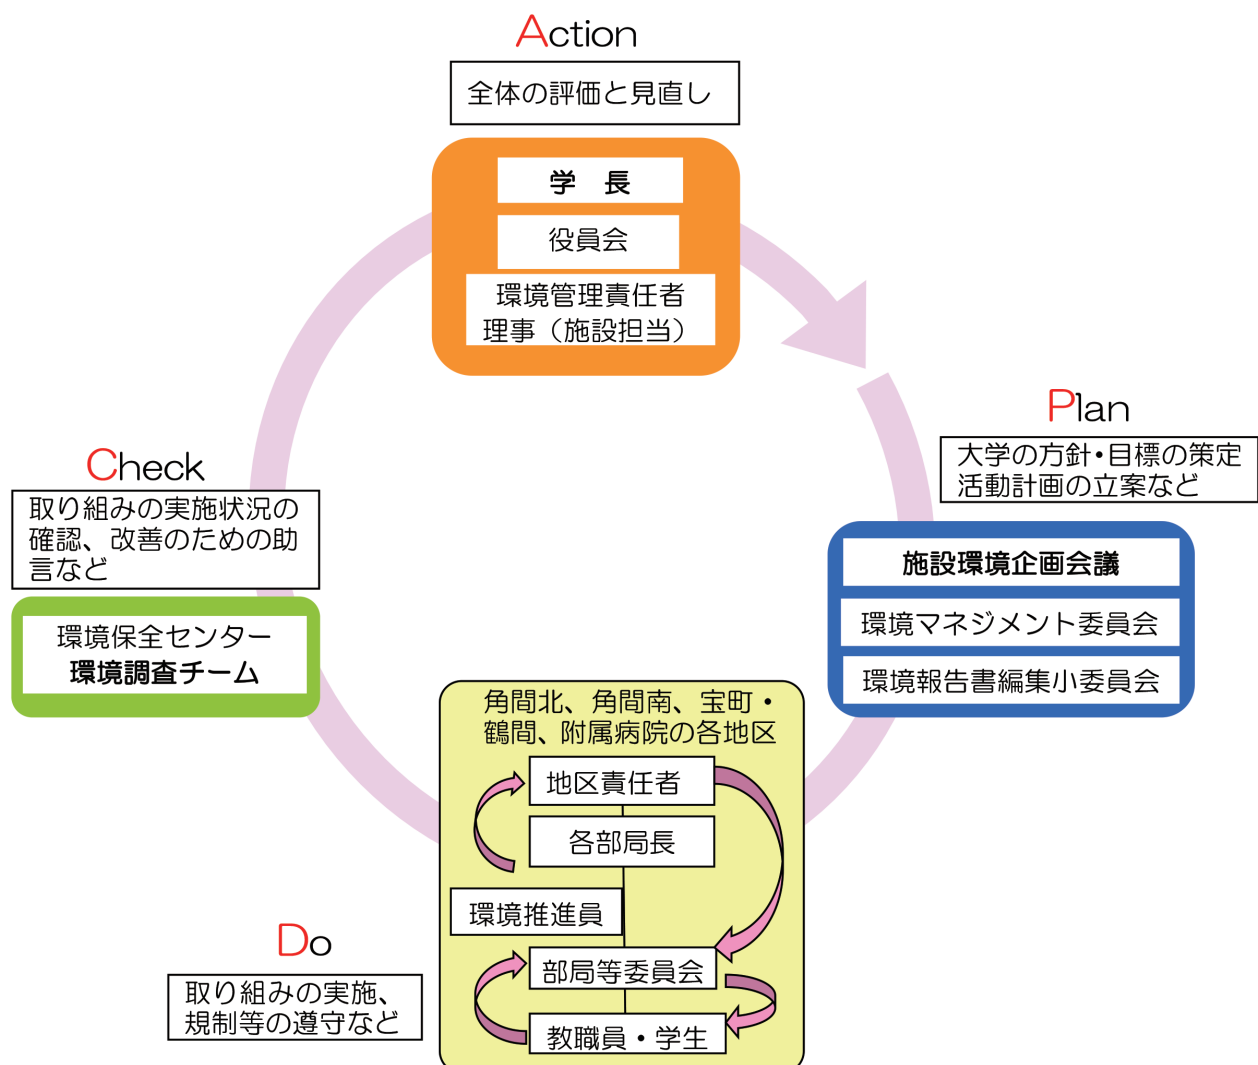 Action
全体の評価と見直し
学　長
役員会
環境管理責任者
理事（施設担当）
Plan
大学の方針・目標の策定
活動計画の立案など
施設環境企画会議
環境マネジメント委員会
環境報告書編集小委員会
Check
取り組みの実施状況の
確認、改善のための助
言など
環境保全センター
環境調査チーム
角間北、角間南、宝町・
鶴間、附属病院の各地区
地区責任者
各部局長
環境推進員
部局等委員会
教職員・学生
Do
取り組みの実施、
規制等の遵守など